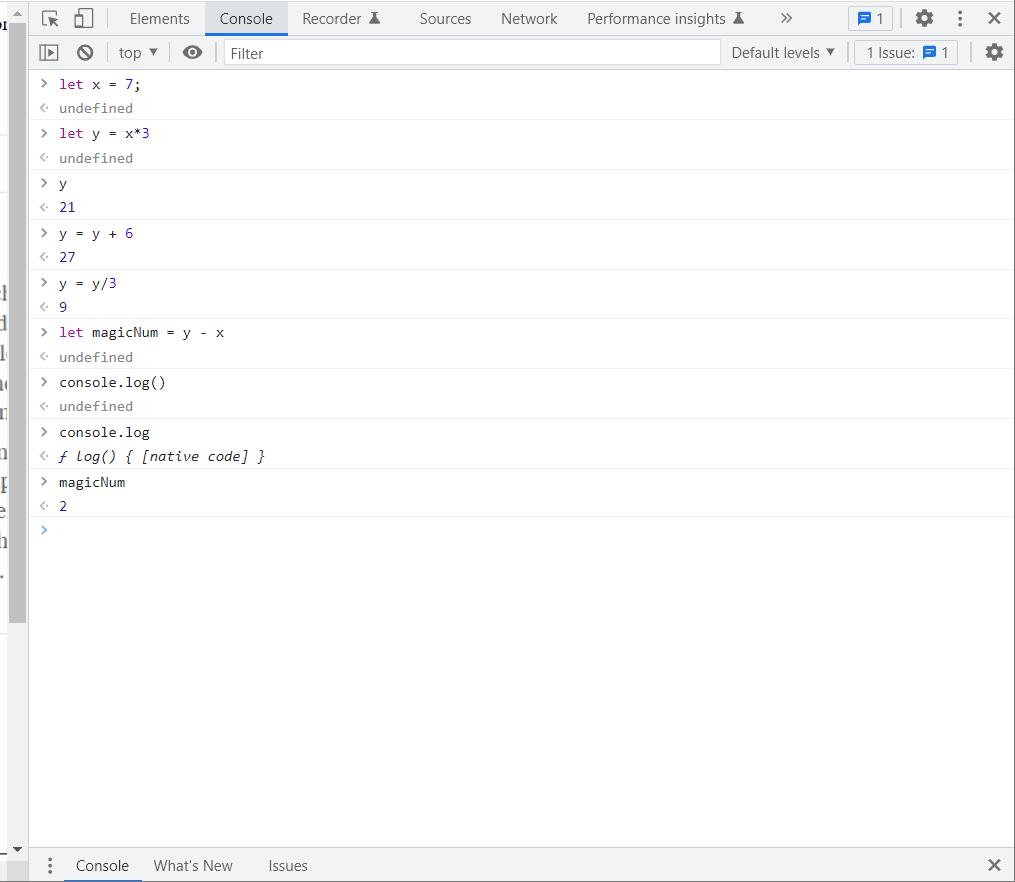 Elements Console Recorder Sources Network Performance insights 1
top Filter Default levels 1 Issue: 1
> let x = 7;
undefined
> let y = x*3
undefined
> y
21
> y = y + 6
27
> y = y/3
9
> let magicNum = y - x
undefined
> console.log()
undefined
> console.log
ƒ log() { [native code] }
> magicNum
2
>
Console What's New Issues